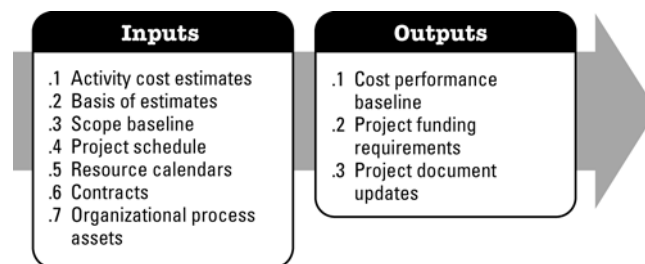 Inputs
.1 Activity cost estimates
.2 Basis of estimates
.3 Scope baseline
.4 Project schedule
.5 Resource calendars
.6 Contracts
.7 Organizational process
assets
Outputs
.1 Cost performance
baseline
.2 Project funding
requirements
.3 Project document
updates